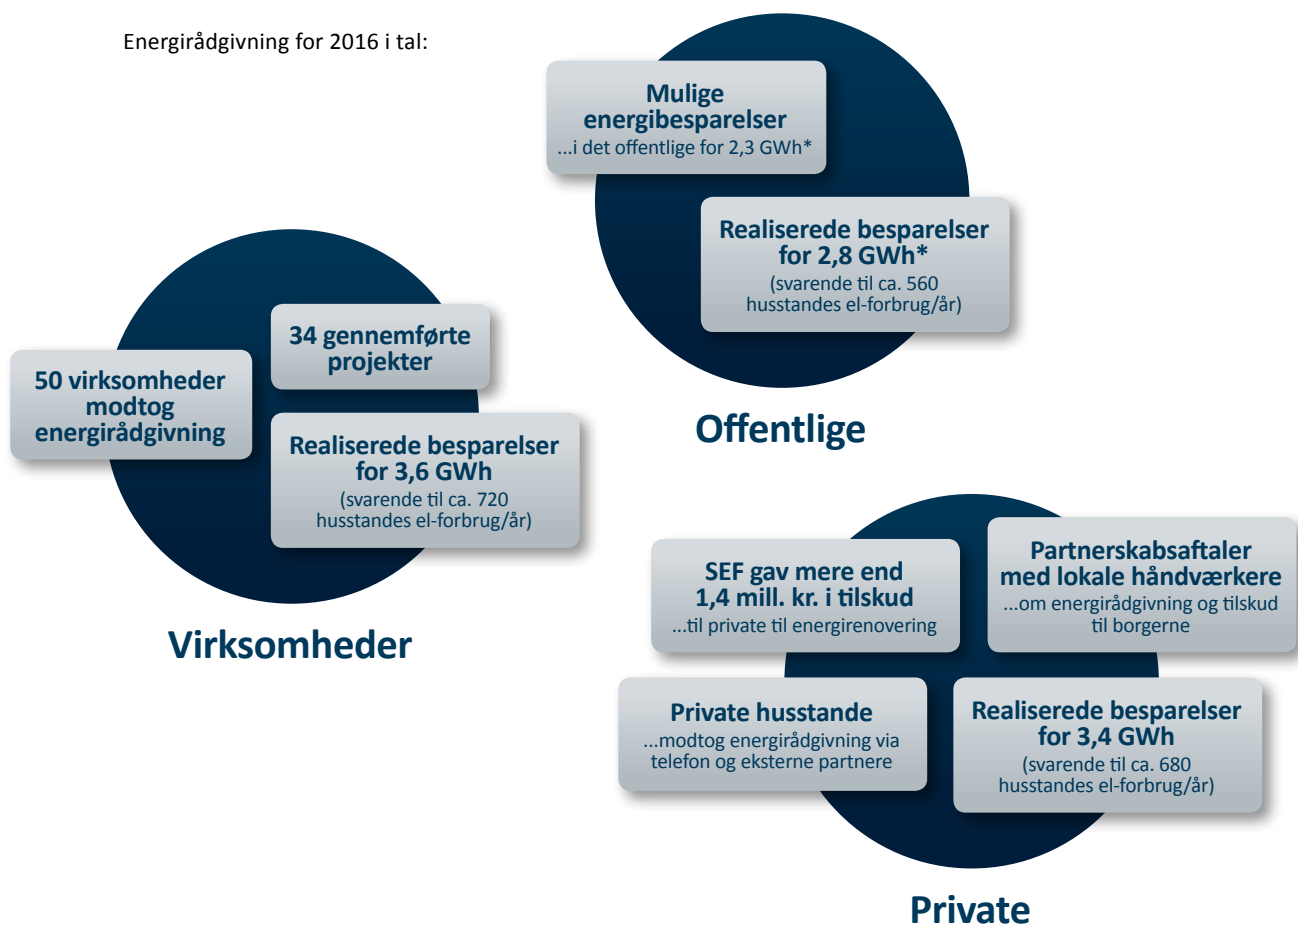 Energirådgivning for 2016 i tal:
Mulige
energibesparelser
...i det offentlige for 2,3 GWh*
Realiserede besparelser
for 2,8 GWh*
(svarende til ca. 560
husstandes el-forbrug/år)
Offentlige
50 virksomheder
modtog
energirådgivning
34 gennemførte
projekter
Realiserede besparelser
for 3,6 GWh
(svarende til ca. 720
husstandes el-forbrug/år)
Virksomheder
SEF gav mere end
1,4 mill. kr. i tilskud
...til private til energirenovering
Partnerskabsaftaler
med lokale håndværkere
...om energirådgivning og tilskud
til borgerne
Private husstande
...modtog energirådgivning via
telefon og eksterne partnere
Realiserede besparelser
for 3,4 GWh
(svarende til ca. 680
husstandes el-forbrug/år)
Private